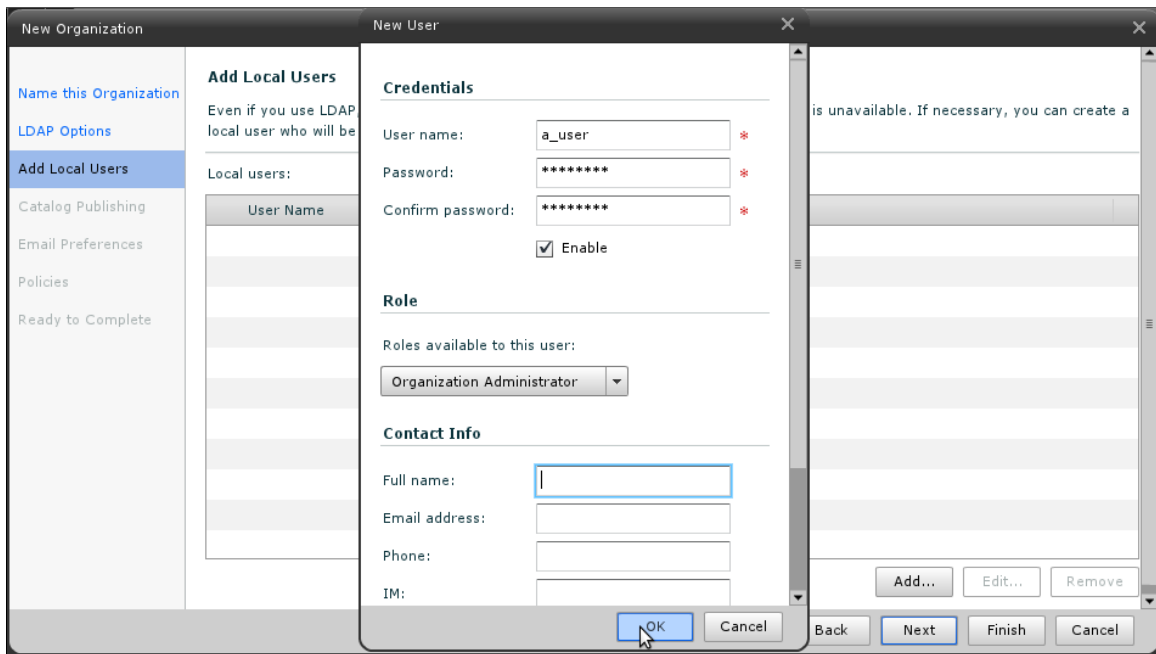 New Organization
Name this Organization
LDAP Options
Add Local Users
Catalog Publishing
Email Preferences
Policies
Ready to Complete
Add Local Users
Even if you use LDAP, is unavailable. If necessary, you can create a
local user who will be
Local users:
User Name
New User
Credentials
User name: a_user *
Password: ******** *
Confirm password: ******** *
Enable
Role
Roles available to this user:
Organization Administrator
Contact Info
Full name:
Email address:
Phone:
IM:
OK Cancel
Add... Edit... Remove
Back Next Finish Cancel